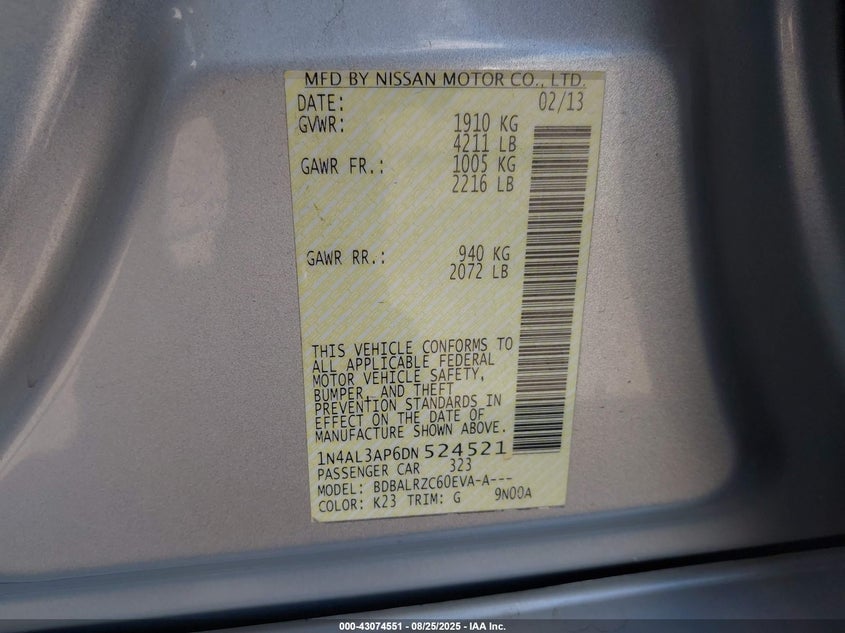 MFD BY NISSAN MOTOR CO., LTD.
DATE: 02/13
GVWR: 1910 KG
4211 LB
GAWR FR.: 1005 KG
2216 LB
GAWR RR.: 940 KG
2072 LB
THIS VEHICLE CONFORMS TO
ALL APPLICABLE FEDERAL
MOTOR VEHICLE SAFETY,
BUMPER, AND THEFT
PREVENTION STANDARDS IN
EFFECT ON THE DATE OF
MANUFACTURE SHOWN ABOVE.
1N4AL3AP6DN524521
PASSENGER CAR 323
MODEL: BDBALRZC60EVA-A---
COLOR: K23 TRIM: G 9N00A
000-43074551 - 08/25/2025 - IAA Inc.